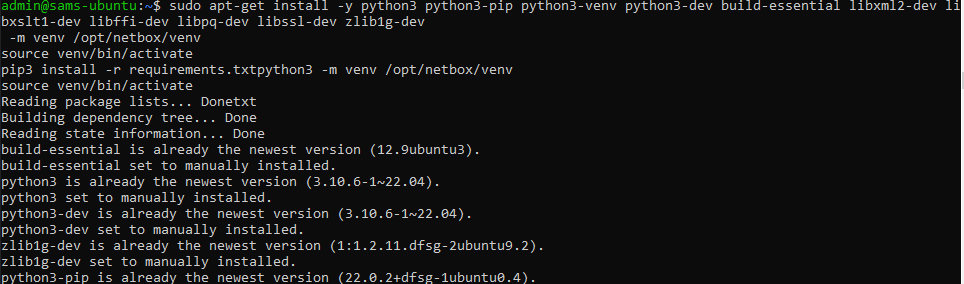 admin@sams-ubuntu:~$ sudo apt-get install -y python3 python3-pip python3-venv python3-dev build-essential libxml2-dev li
bxslt1-dev libffi-dev libpq-dev libssl-dev zlib1g-dev
 -m venv /opt/netbox/venv
source venv/bin/activate
pip3 install -r requirements.txtpython3 -m venv /opt/netbox/venv
source venv/bin/activate
Reading package lists... Donetxt
Building dependency tree... Done
Reading state information... Done
build-essential is already the newest version (12.9ubuntu3).
build-essential set to manually installed.
python3 is already the newest version (3.10.6-1~22.04).
python3 set to manually installed.
python3-dev is already the newest version (3.10.6-1~22.04).
python3-dev set to manually installed.
zlib1g-dev is already the newest version (1:1.2.11.dfsg-2ubuntu9.2).
zlib1g-dev set to manually installed.
python3-pip is already the newest version (22.0.2+dfsg-1ubuntu0.4).